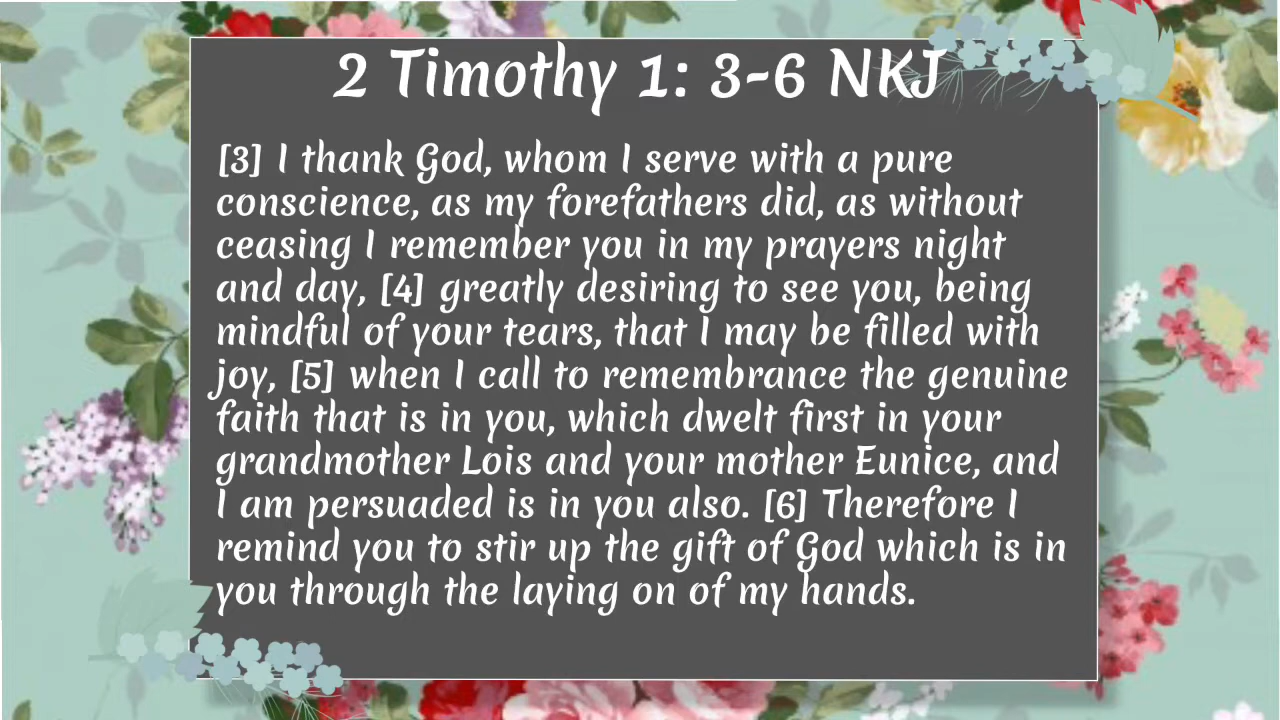 2 Timothy 1: 3-6 NKJ
[3] I thank God, whom I serve with a pure
conscience, as my forefathers did, as without
ceasing I remember you in my prayers night
and day, [4] greatly desiring to see you, being
mindful of your tears, that I may be filled with
joy, [5] when I call to remembrance the genuine
faith that is in you, which dwelt first in your
grandmother Lois and your mother Eunice, and
I am persuaded is in you also. [6] Therefore I
remind you to stir up the gift of God which is in
you through the laying on of my hands.